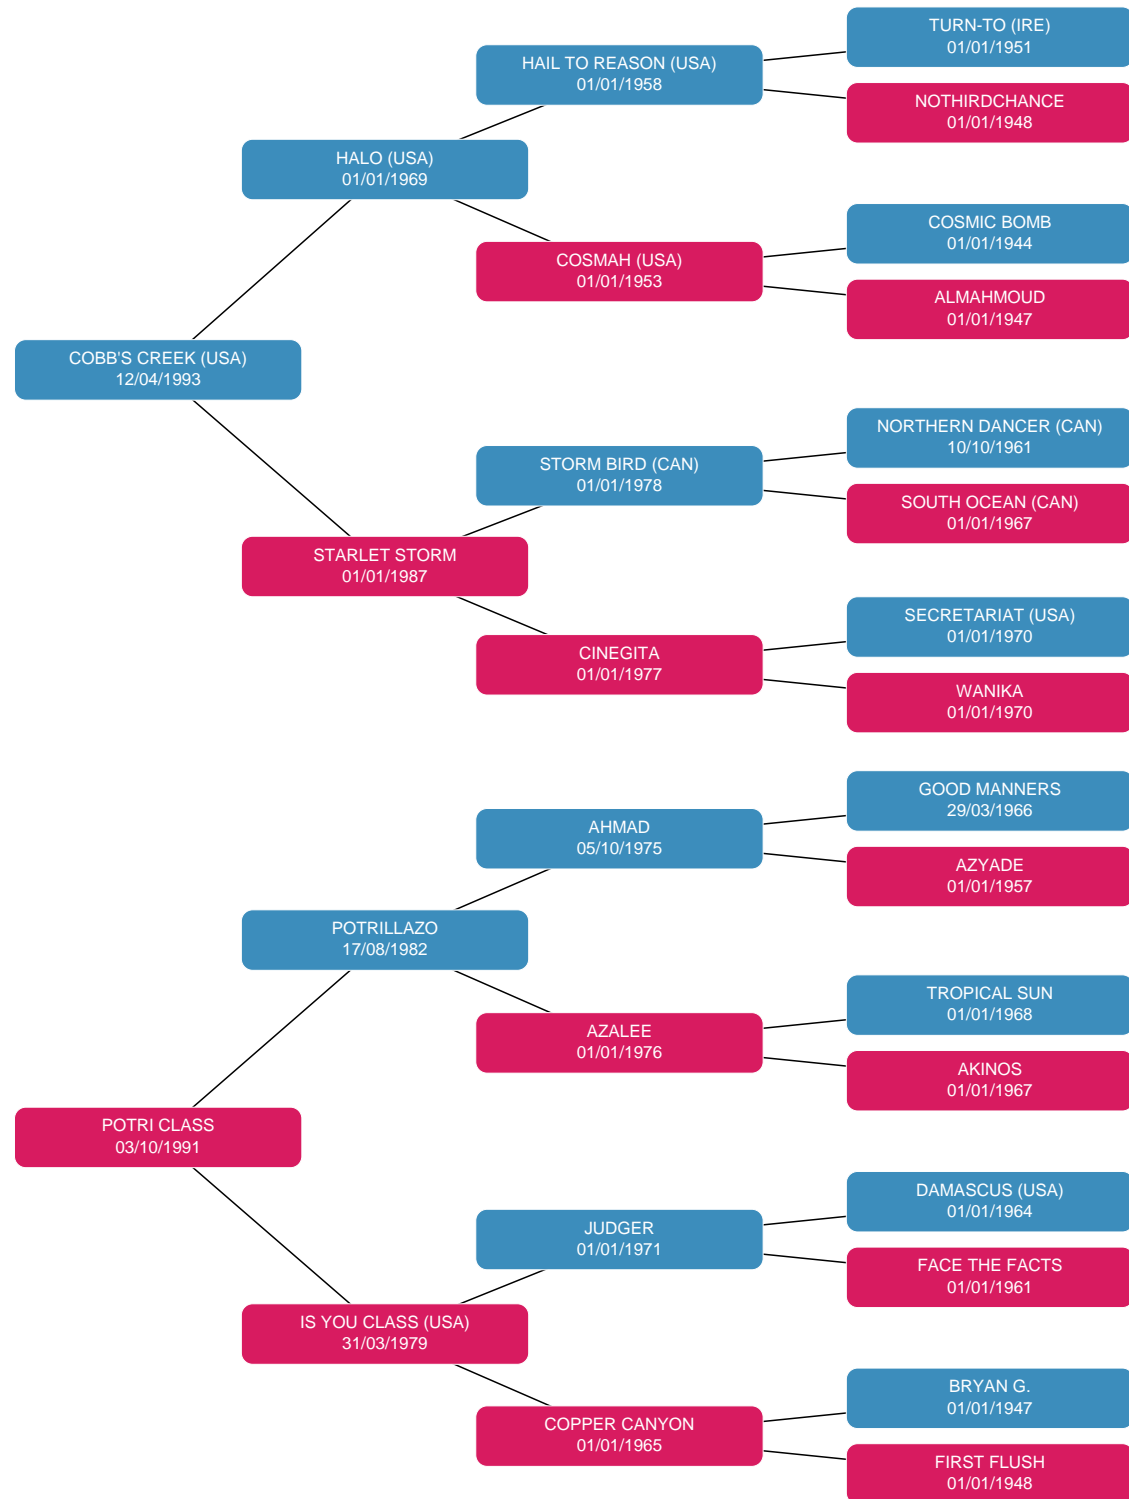 TURN-TO (IRE)
01/01/1951
HAIL TO REASON (USA)
01/01/1958
NOTHIRDCHANCE
01/01/1948
HALO (USA)
01/01/1969
COSMIC BOMB
01/01/1944
COSMAH (USA)
01/01/1953
ALMAHMOUD
01/01/1947
COBB'S CREEK (USA)
12/04/1993
NORTHERN DANCER (CAN)
10/10/1961
STORM BIRD (CAN)
01/01/1978
SOUTH OCEAN (CAN)
01/01/1967
STARLET STORM
01/01/1987
SECRETARIAT (USA)
01/01/1970
CINEGITA
01/01/1977
WANIKA
01/01/1970
GOOD MANNERS
29/03/1966
AHMAD
05/10/1975
AZYADE
01/01/1957
POTRILLAZO
17/08/1982
TROPICAL SUN
01/01/1968
AZALEE
01/01/1976
AKINOS
01/01/1967
POTRI CLASS
03/10/1991
DAMASCUS (USA)
01/01/1964
JUDGER
01/01/1971
FACE THE FACTS
01/01/1961
IS YOU CLASS (USA)
31/03/1979
BRYAN G.
01/01/1947
COPPER CANYON
01/01/1965
FIRST FLUSH
01/01/1948